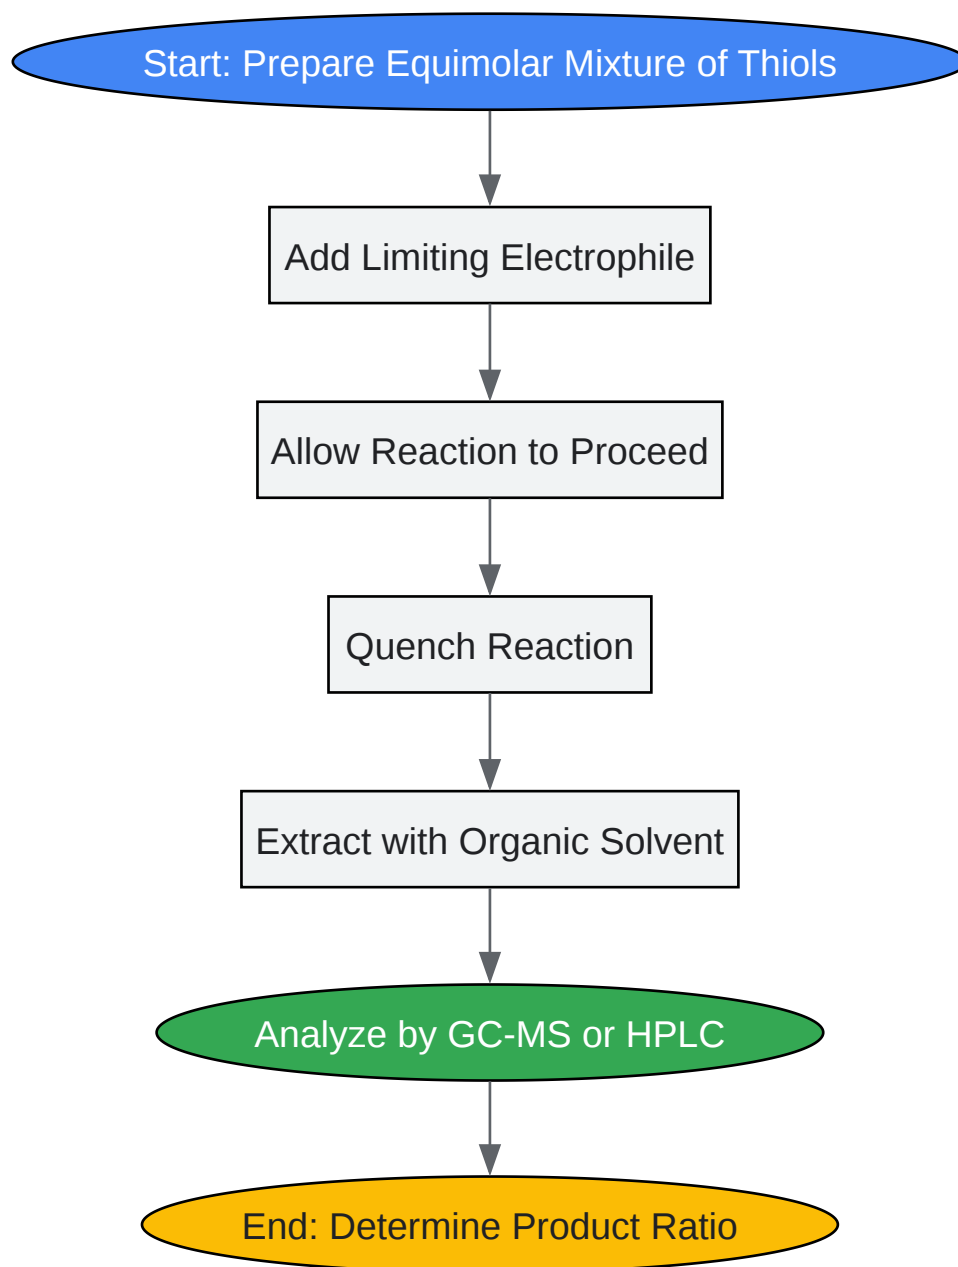 Start: Prepare Equimolar Mixture of Thiols
Add Limiting Electrophile
Allow Reaction to Proceed
Quench Reaction
Extract with Organic Solvent
Analyze by GC-MS or HPLC
End: Determine Product Ratio